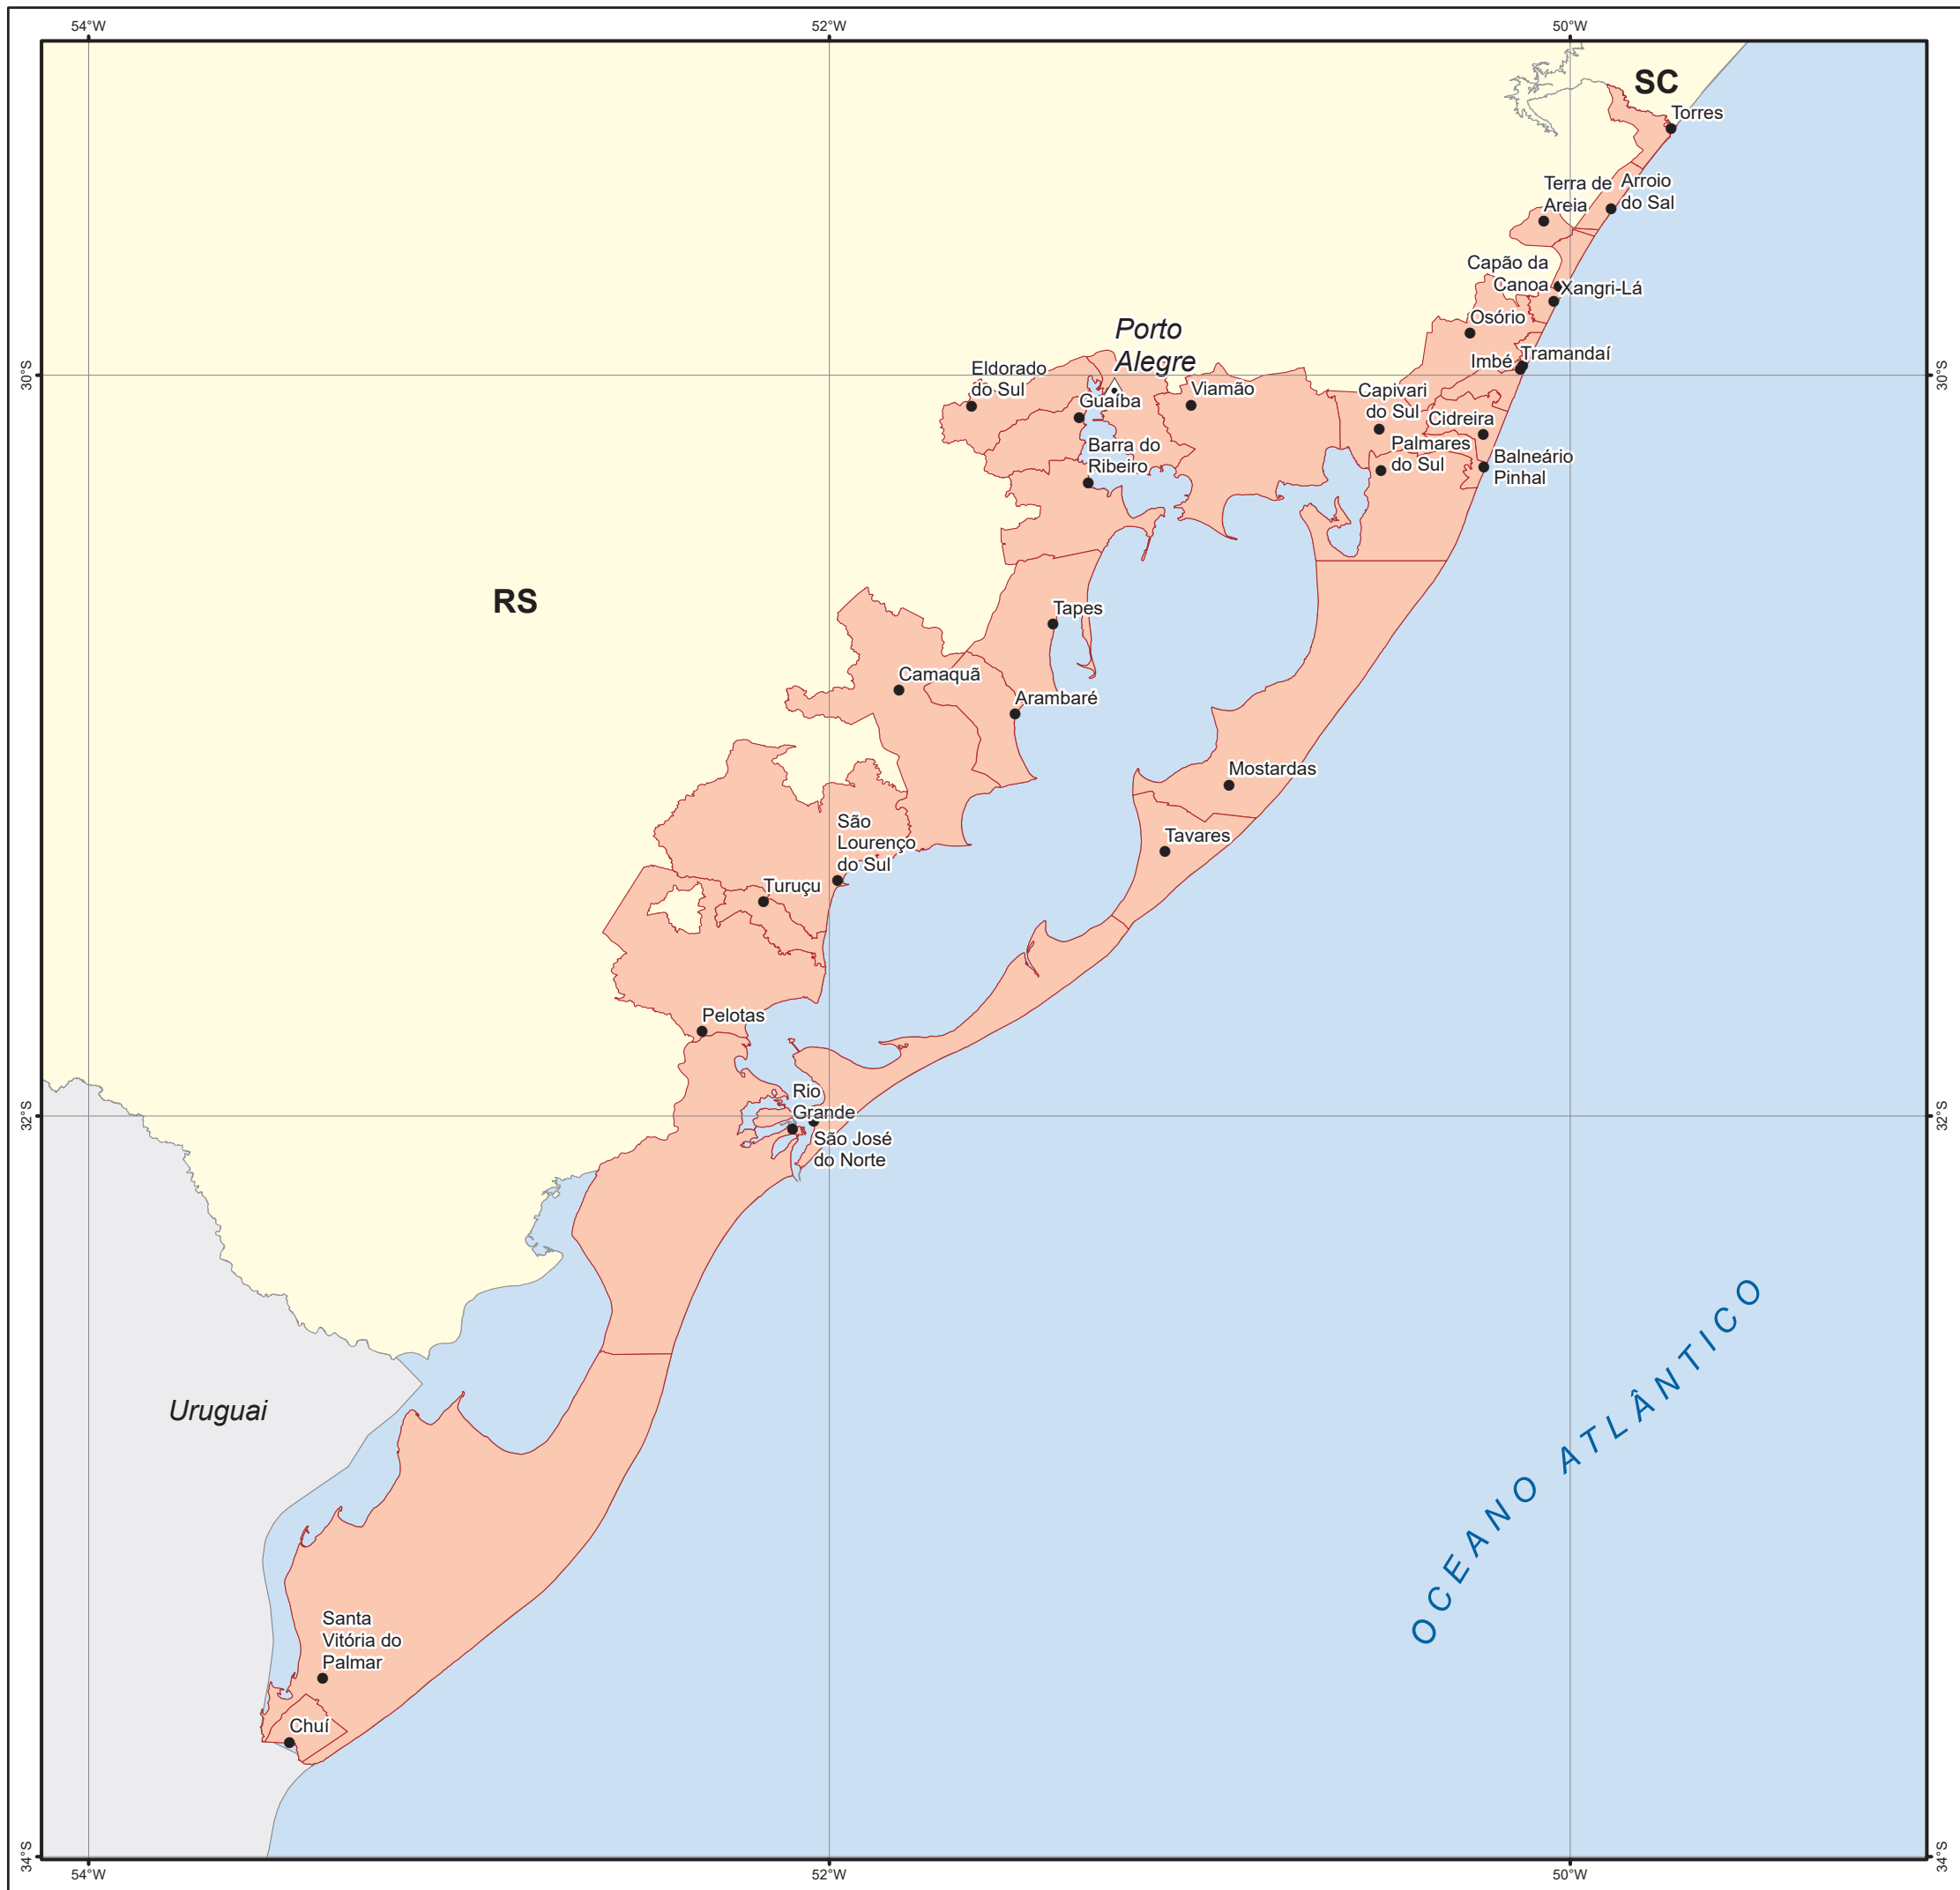 54°W
52°W
50°W
SC
Torres
Terra de
Areia
Arroio
do Sal
Capão da
Canoa
Xangri-Lá
Osório
Porto
Alegre
Imbé
Tramandaí
30°S
30°S
Eldorado
do Sul
Guaíba
Viamão
Capivari
do Sul
Cidreira
Barra do
Ribeiro
Palmares
do Sul
Balneário
Pinhal
RS
Tapes
Camaquã
Arambaré
Mostardas
São
Lourenço
do Sul
Tavares
Turuçu
Pelotas
Rio
Grande
32°S
32°S
São José
do Norte
Uruguai
OCEANO ATLÂNTICO
Santa
Vitória do
Palmar
Chuí
34°S
34°S
54°W
52°W
50°W